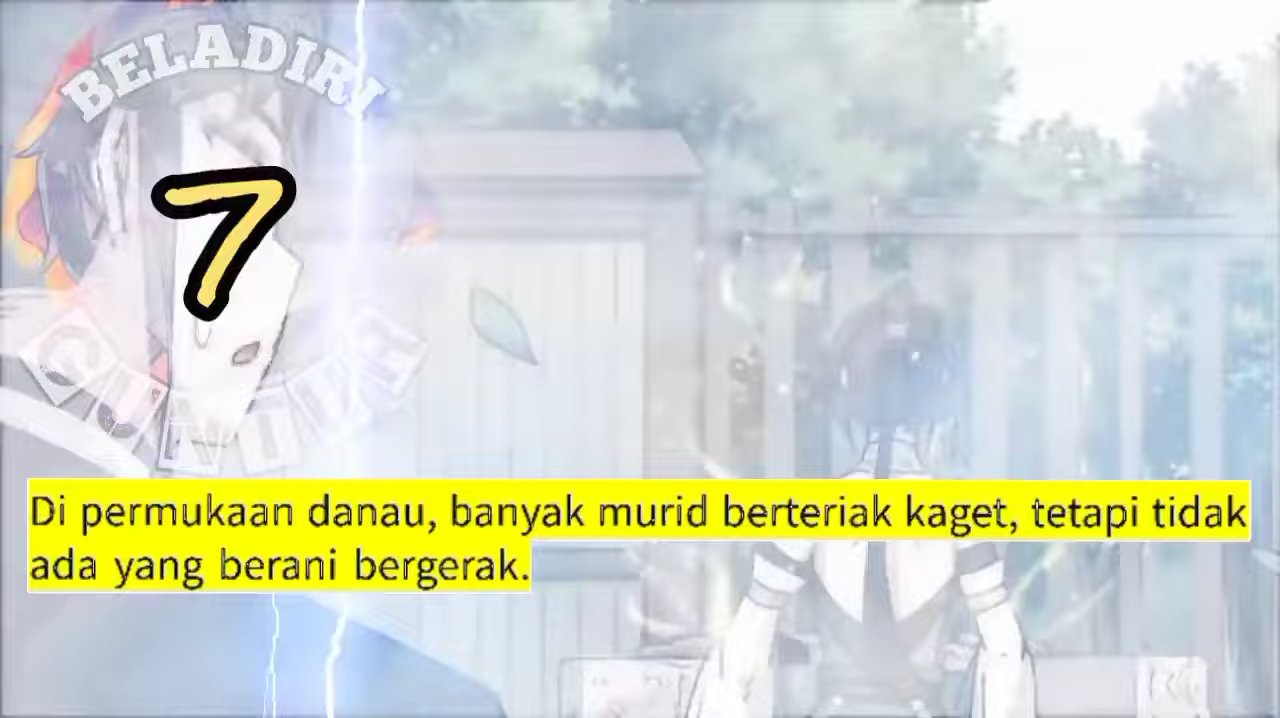 BELADIRI
7
Di permukaan danau, banyak murid berteriak kaget, tetapi tidak
ada yang berani bergerak.